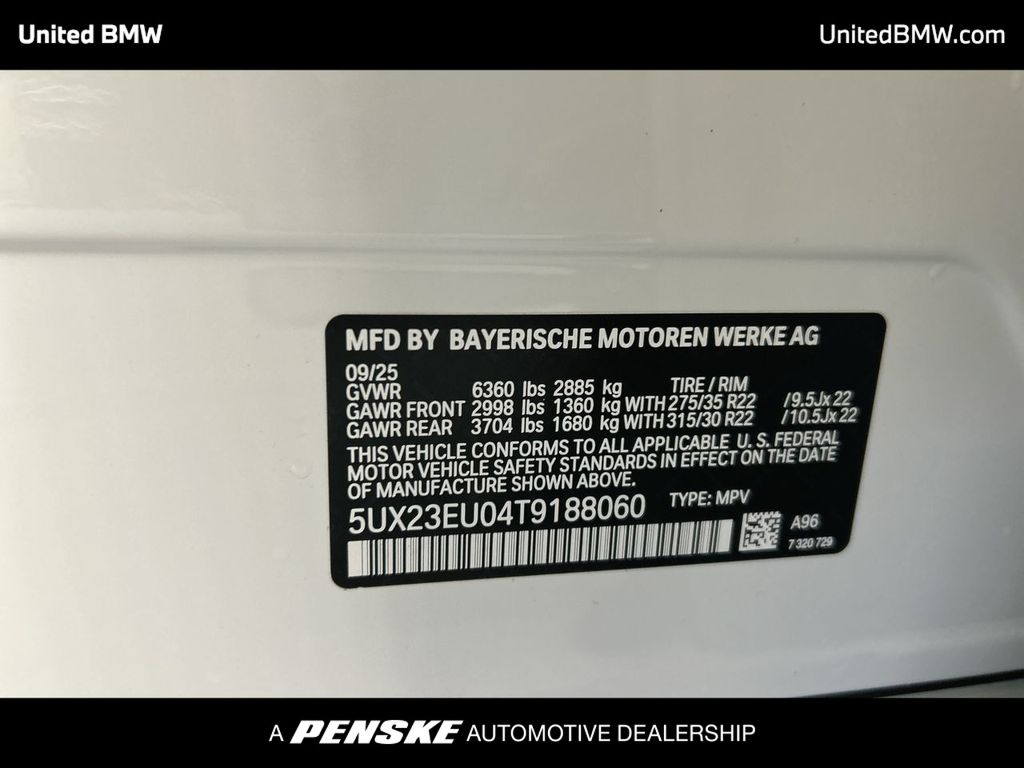 United BMW
UnitedBMW.com
MFD BY BAYERISCHE MOTOREN WERKE AG
09/25
GVWR 6360 lbs 2885 kg TIRE / RIM
GAWR FRONT 2998 lbs 1360 kg WITH 275/35 R22 /9.5Jx 22
GAWR REAR 3704 lbs 1680 kg WITH 315/30 R22 /10.5Jx 22
THIS VEHICLE CONFORMS TO ALL APPLICABLE U. S. FEDERAL
MOTOR VEHICLE SAFETY STANDARDS IN EFFECT ON THE DATE
OF MANUFACTURE SHOWN ABOVE.
5UX23EU04T9188060 TYPE: MPV
A96
7 320 729
A PENSKE AUTOMOTIVE DEALERSHIP